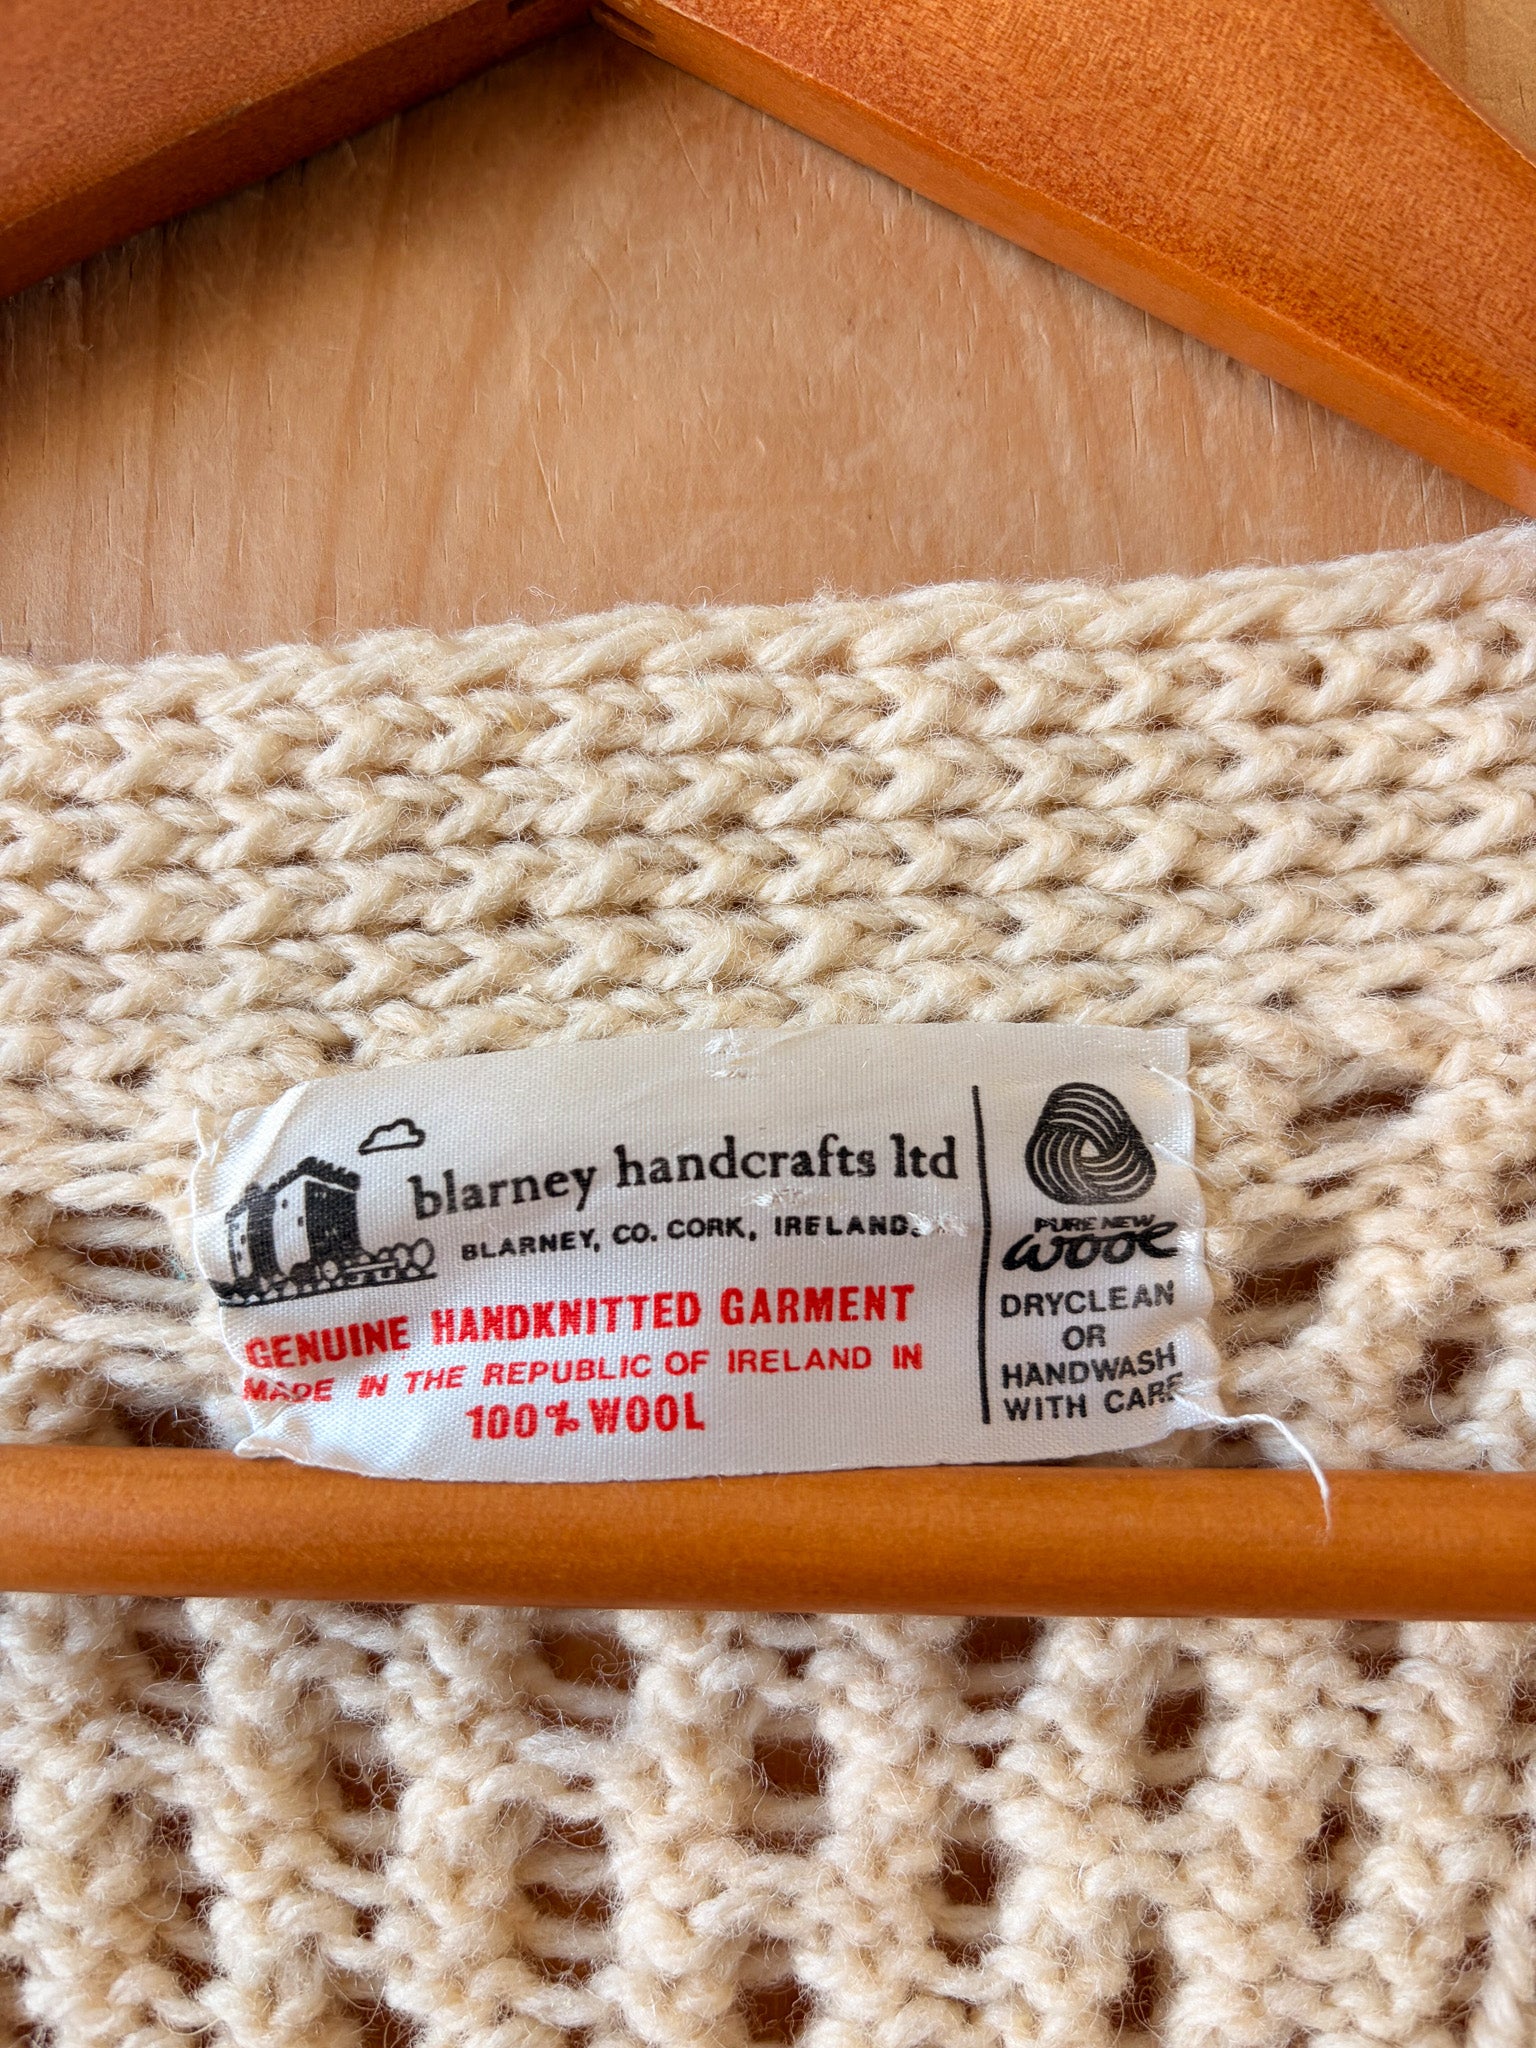 blarney handcrafts ltd
BLARNEY, CO. CORK, IRELAND.
GENUINE HANDKNITTED GARMENT
MADE IN THE REPUBLIC OF IRELAND IN
100% WOOL
PURE NEW
WOOL
DRYCLEAN
OR
HANDWASH
WITH CARE